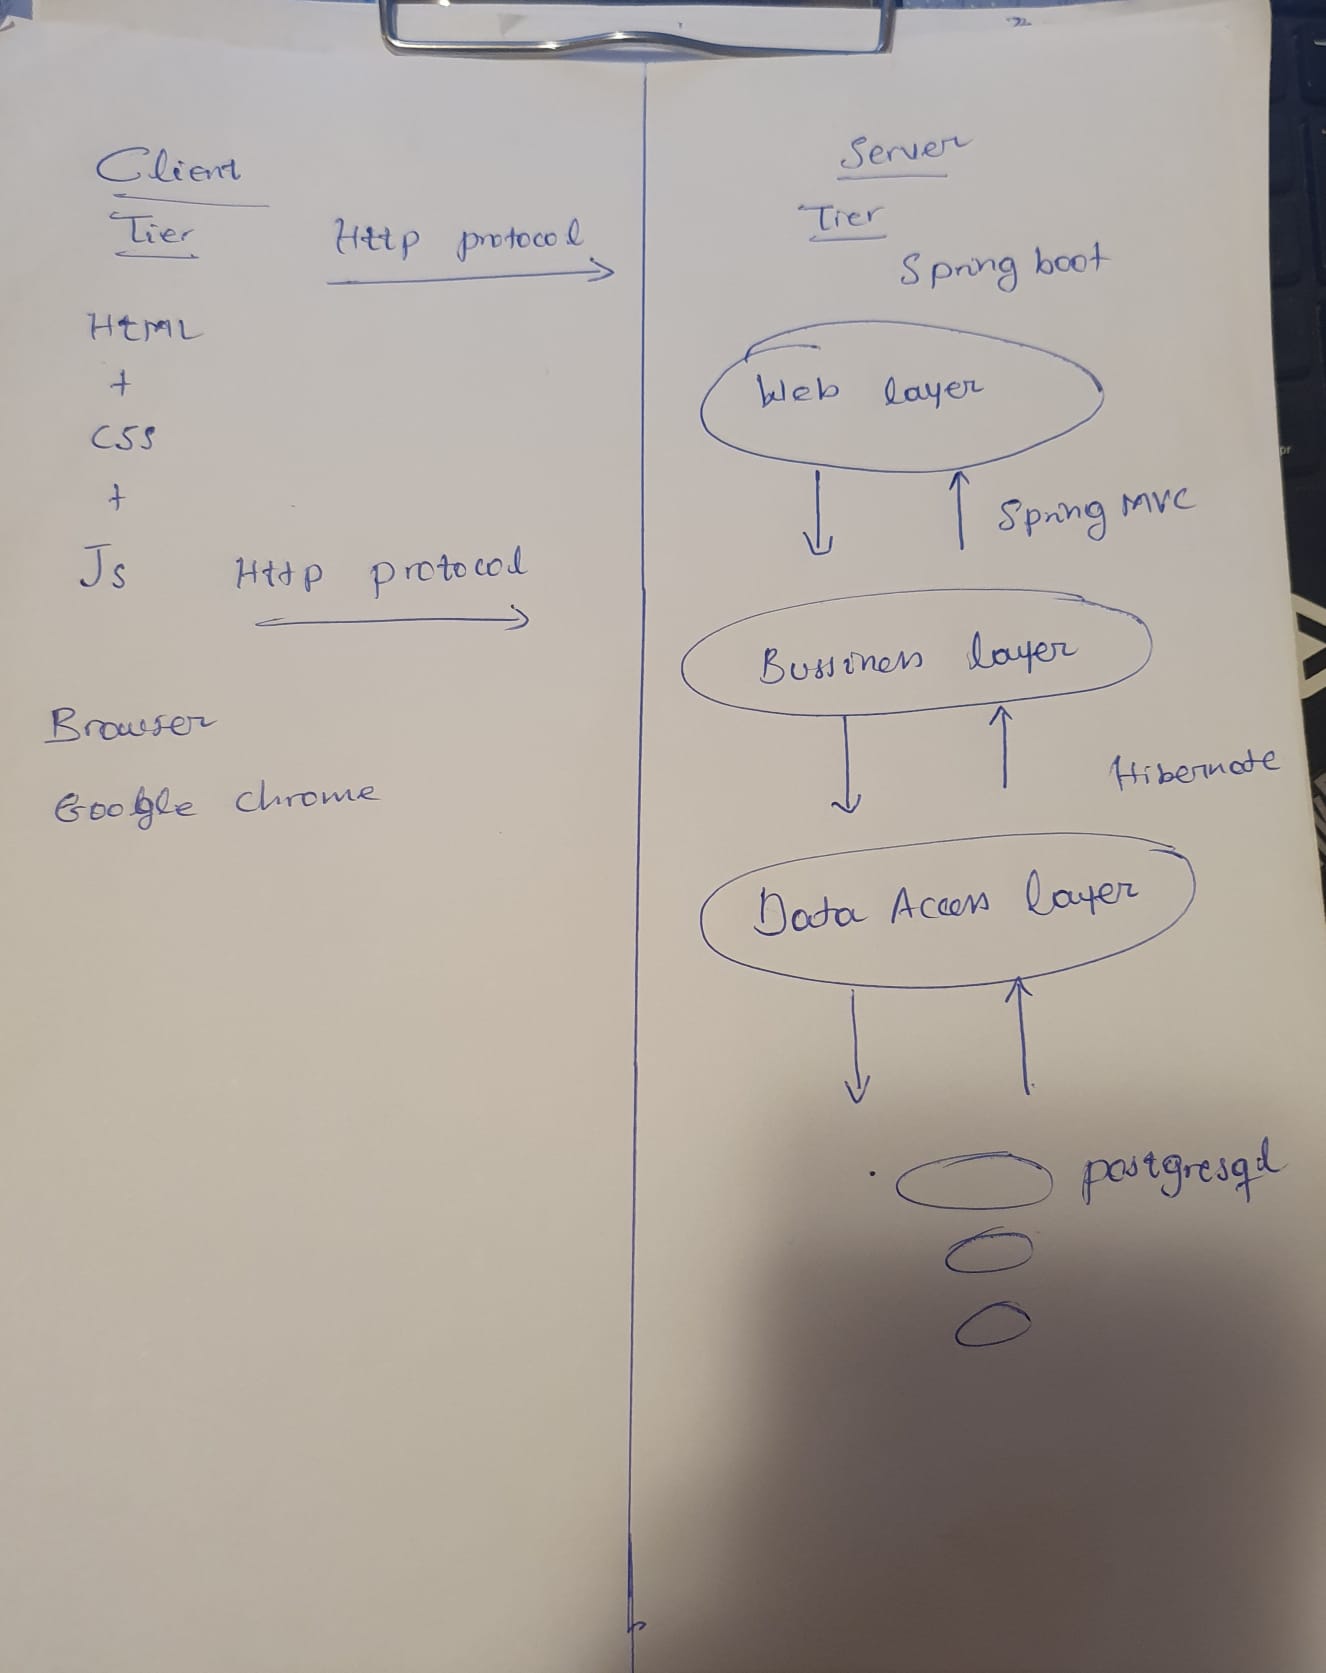 Client
Tier
Http protocol
HtML
+
CSS
+
Js
Http protocol
Browser
Google chrome
Server
Tier
Spring boot
Web layer
Spring MVC
Bussiness layer
Hibernate
Data Access layer
postgresql